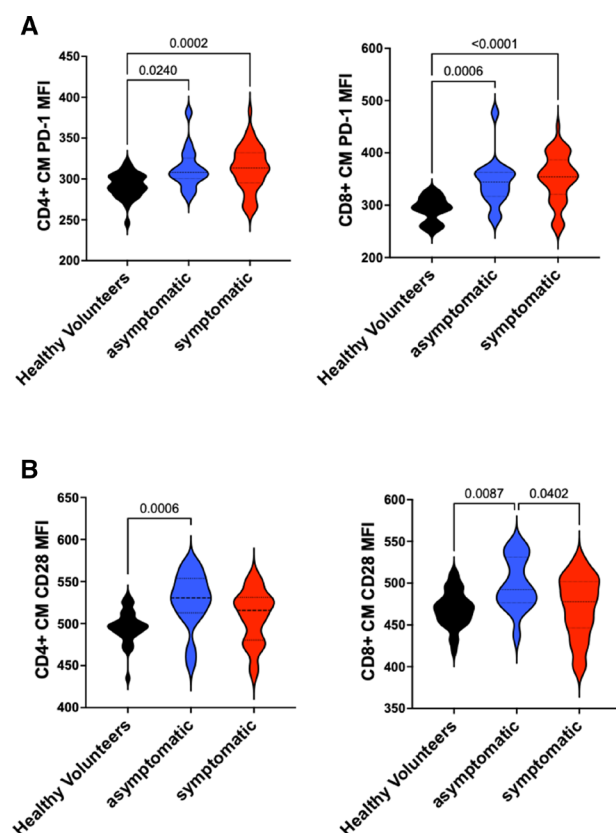 A
0.0002
0.0240
CD4+ CM PD-1 MFI
450
400
350
300
250
200
Healthy Volunteers
asymptomatic
symptomatic
<0.0001
0.0006
CD8+ CM PD-1 MFI
600
500
400
300
200
Healthy Volunteers
asymptomatic
symptomatic
B
0.0006
CD4+ CM CD28 MFI
650
600
550
500
450
400
Healthy Volunteers
asymptomatic
symptomatic
0.0087 0.0402
CD8+ CM CD28 MFI
600
550
500
450
400
350
Healthy Volunteers
asymptomatic
symptomatic